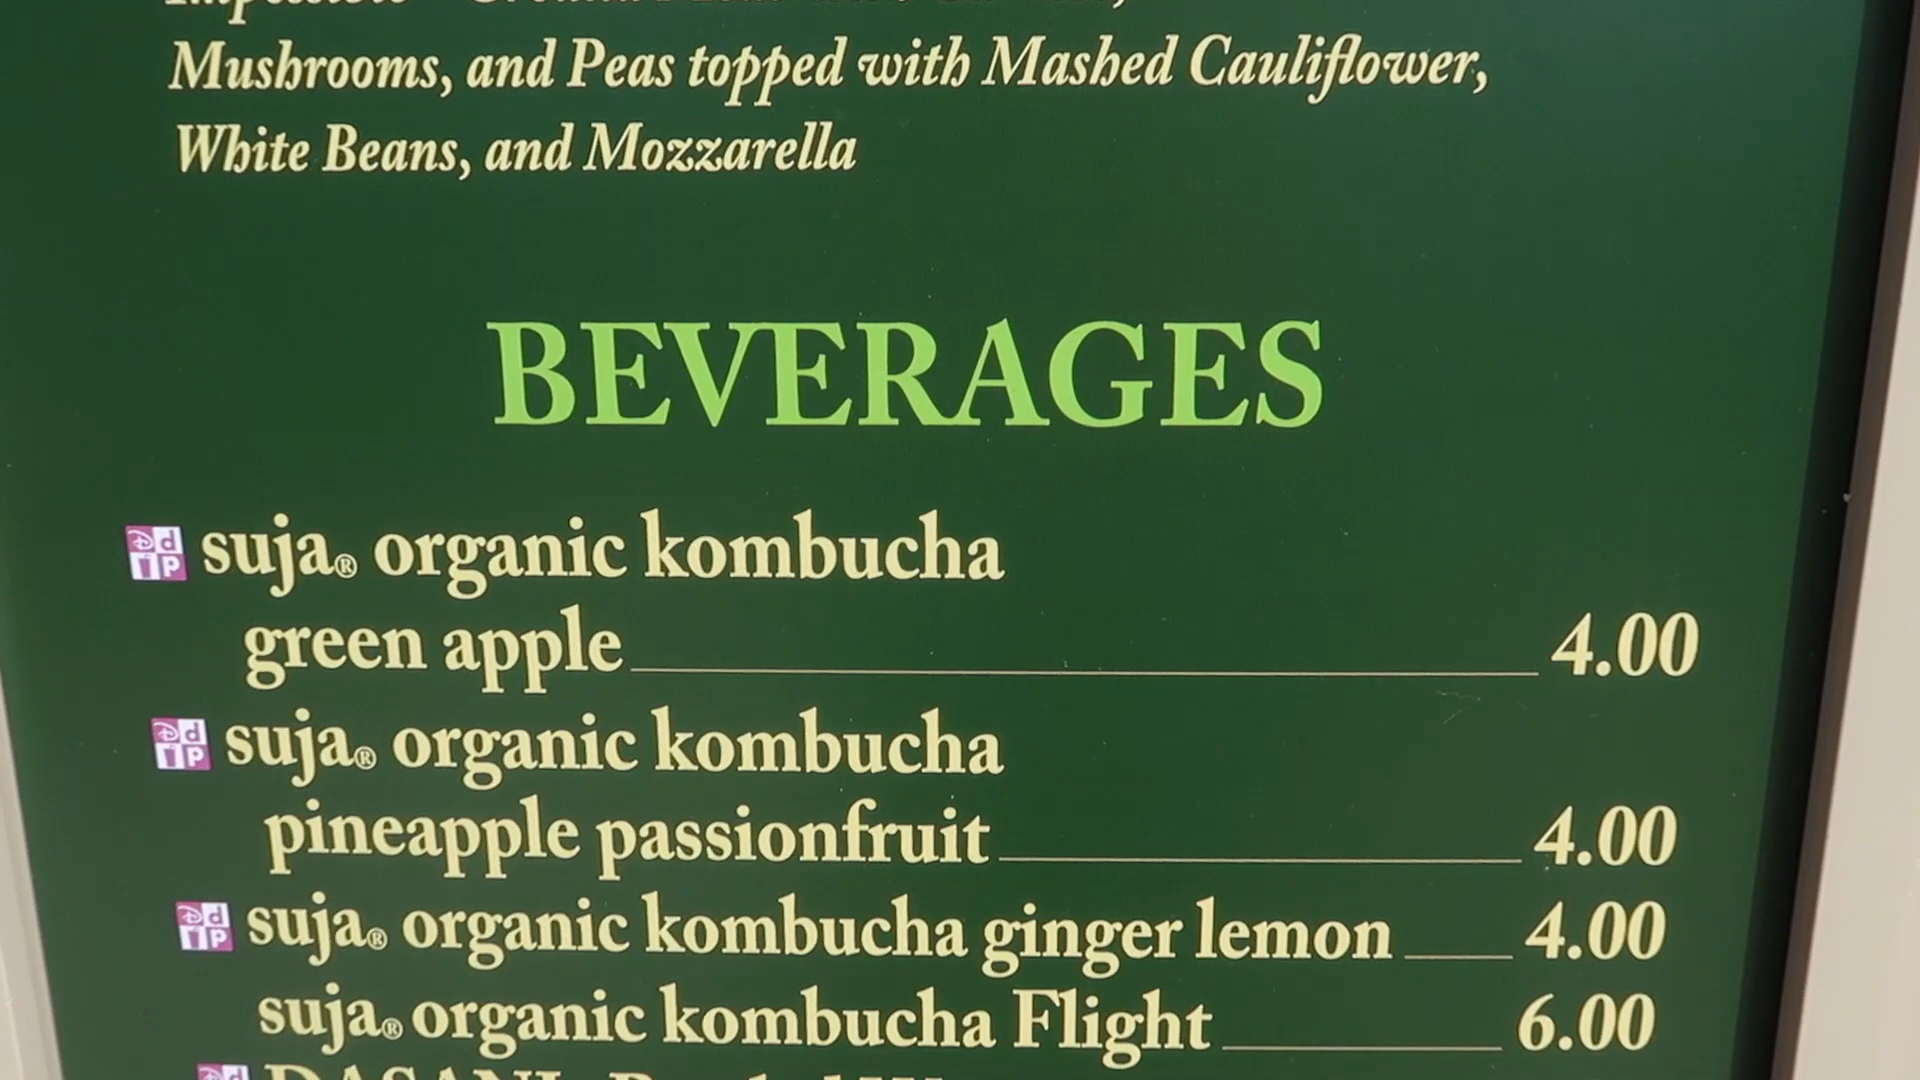 Mushrooms, and Peas topped with Mashed Cauliflower,
White Beans, and Mozzarella
BEVERAGES
suja® organic kombucha
green apple 4.00
suja® organic kombucha
pineapple passionfruit 4.00
suja® organic kombucha ginger lemon 4.00
suja® organic kombucha Flight 6.00